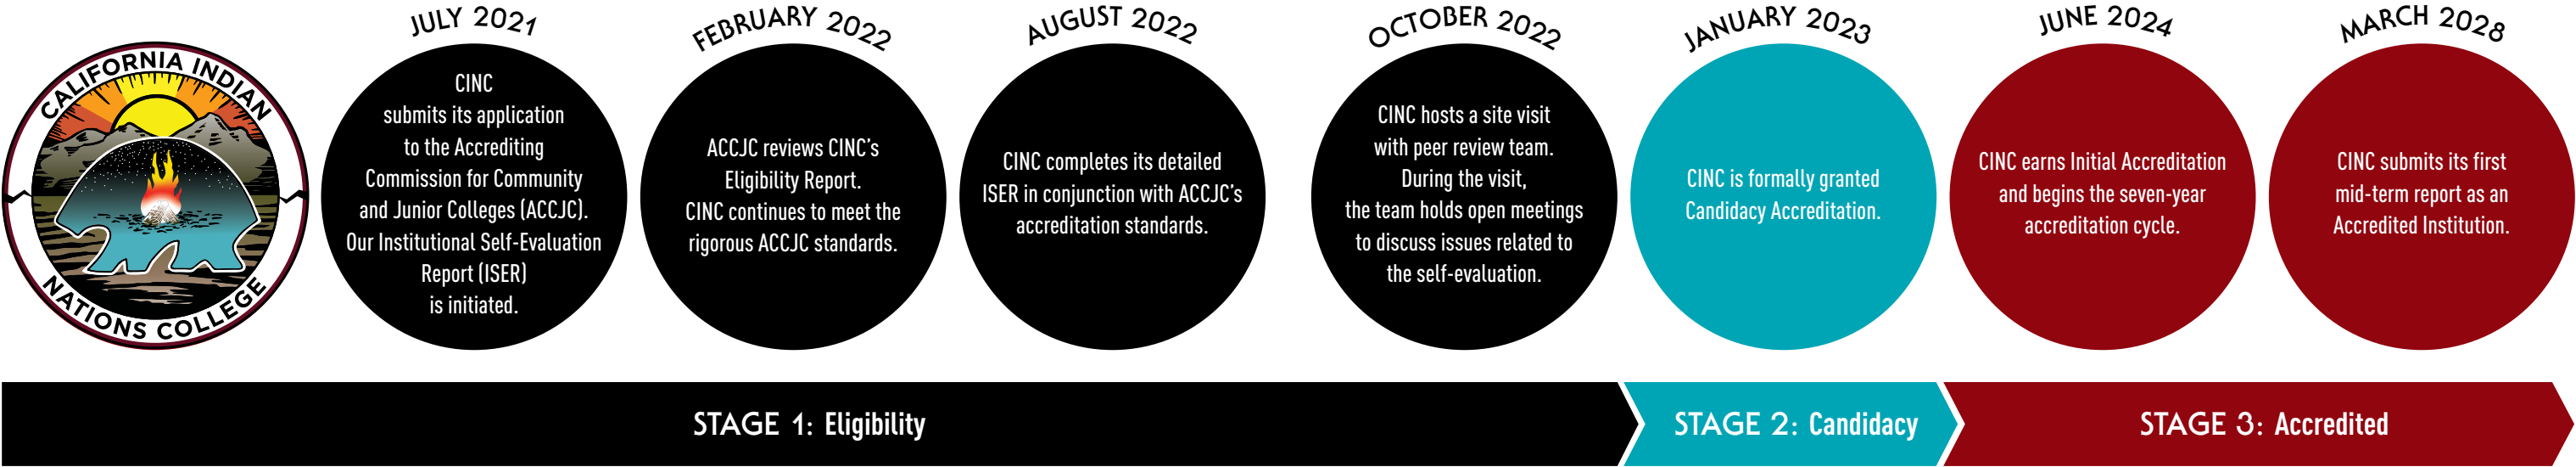 CALIFORNIA INDIAN
NATIONS COLLEGE
JULY 2021
CINC
submits its application
to the Accrediting
Commission for Community
and Junior Colleges (ACCJC).
Our Institutional Self-Evaluation
Report (ISER)
is initiated.
FEBRUARY 2022
ACCJC reviews CINC’s
Eligibility Report.
CINC continues to meet the
rigorous ACCJC standards.
AUGUST 2022
CINC completes its detailed
ISER in conjunction with ACCJC’s
accreditation standards.
OCTOBER 2022
CINC hosts a site visit
with peer review team.
During the visit,
the team holds open meetings
to discuss issues related to
the self-evaluation.
JANUARY 2023
CINC is formally granted
Candidacy Accreditation.
JUNE 2024
CINC earns Initial Accreditation
and begins the seven-year
accreditation cycle.
MARCH 2028
CINC submits its first
mid-term report as an
Accredited Institution.
STAGE 1: Eligibility
STAGE 2: Candidacy
STAGE 3: Accredited